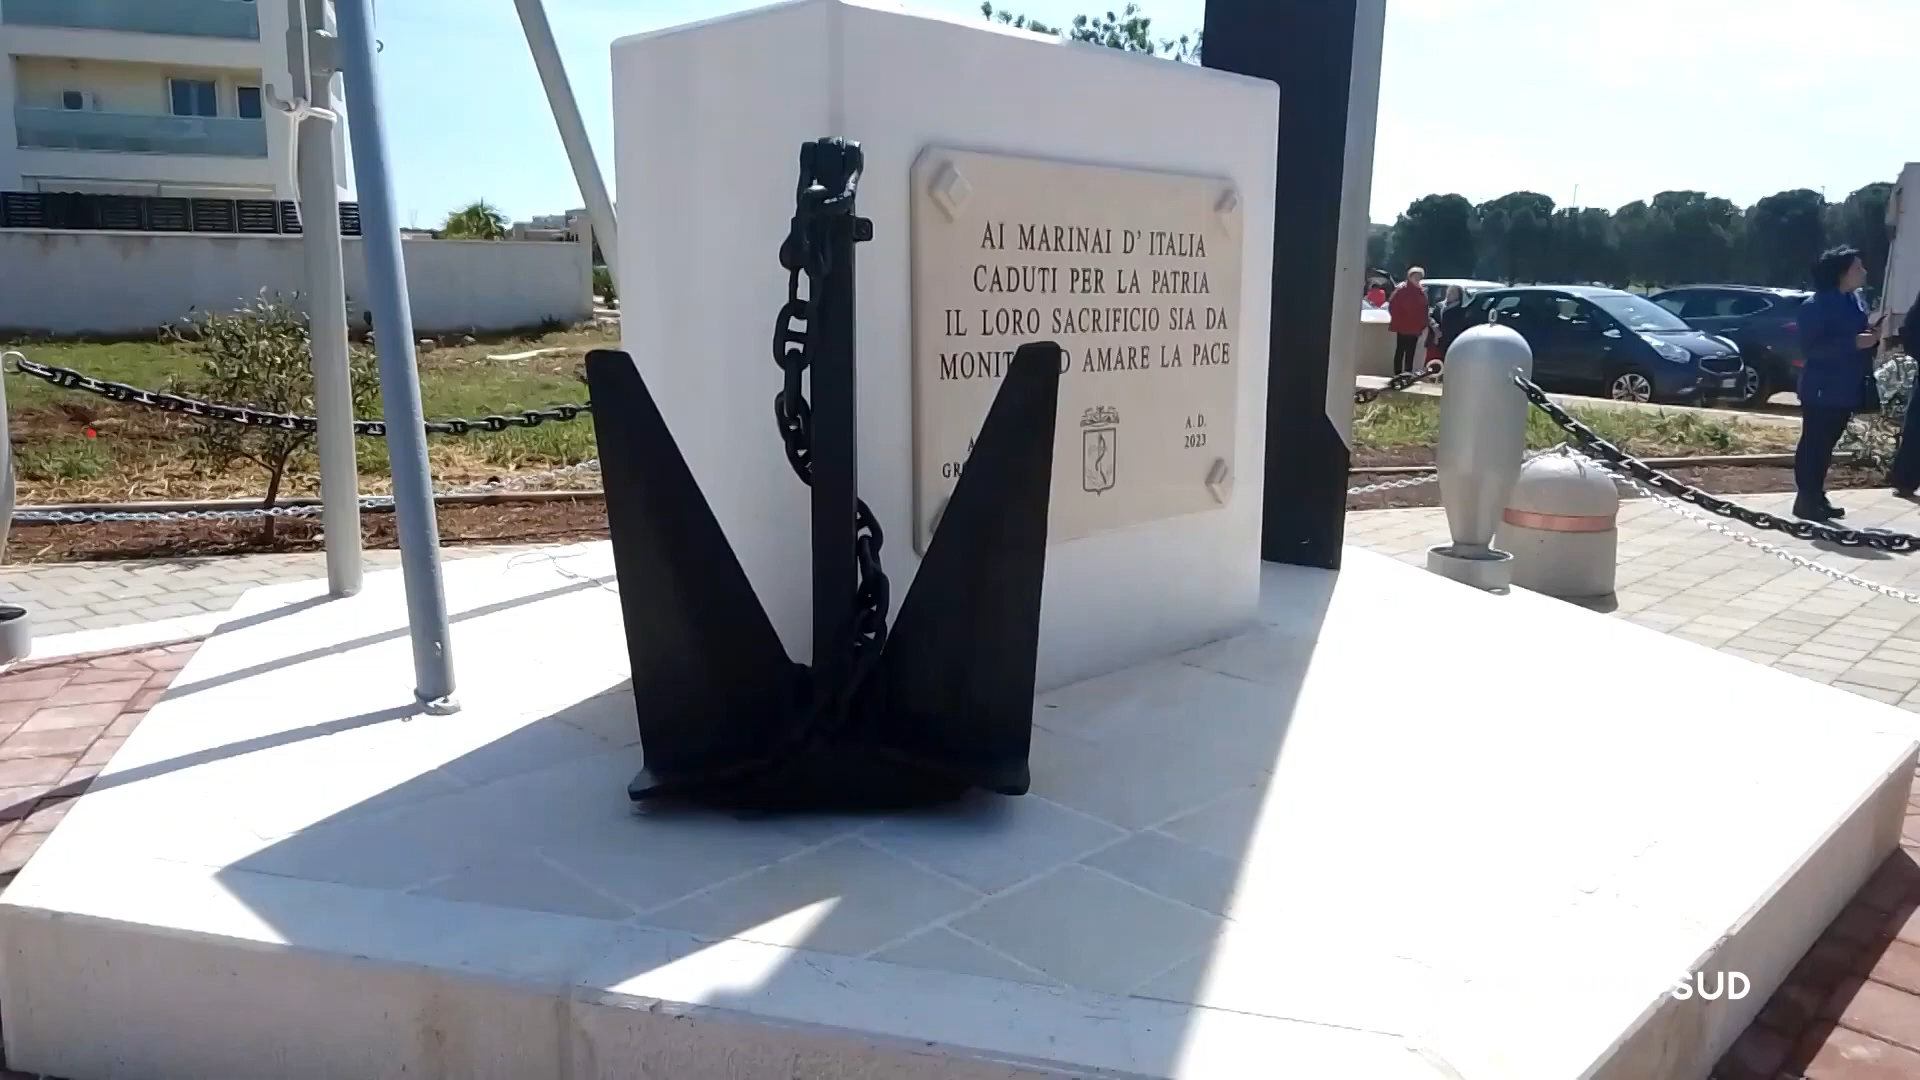 AI MARINAI D' ITALIA
CADUTI PER LA PATRIA
IL LORO SACRIFICIO SIA DA
AMARE LA PACE
A. D.
2023
SUD